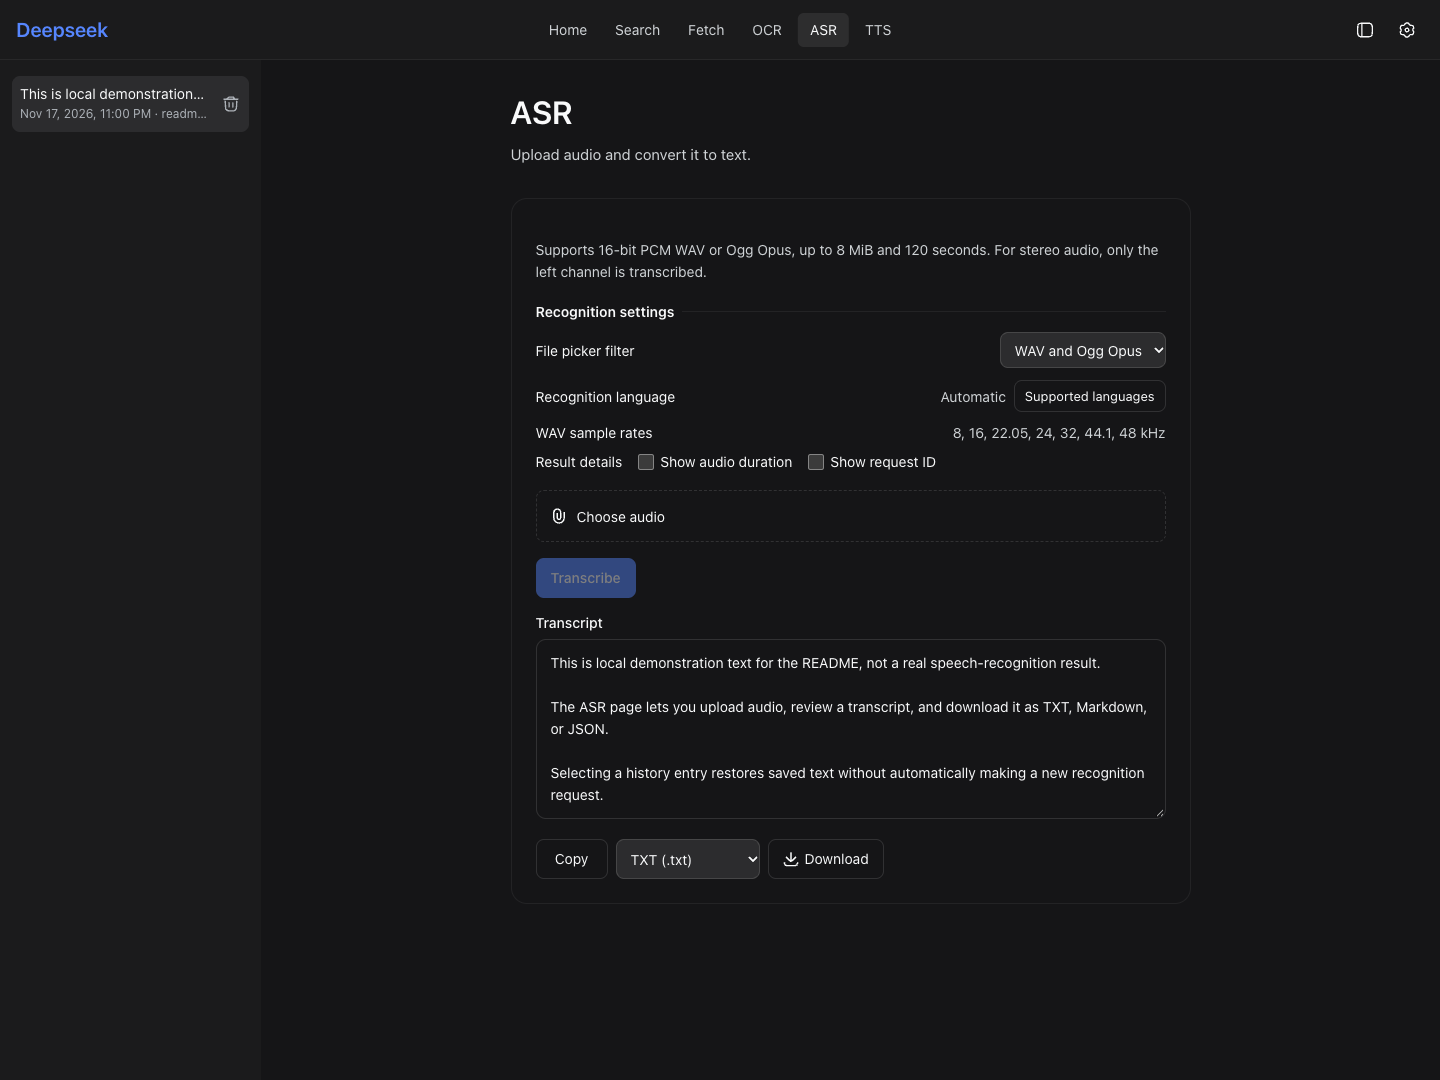 Deepseek
Home
Search
Fetch
OCR
ASR
TTS
This is local demonstration...
Nov 17, 2026, 11:00 PM · readm...
ASR
Upload audio and convert it to text.
Supports 16-bit PCM WAV or Ogg Opus, up to 8 MiB and 120 seconds. For stereo audio, only the
left channel is transcribed.
Recognition settings
File picker filter
WAV and Ogg Opus
Recognition language
Automatic
Supported languages
WAV sample rates
8, 16, 22.05, 24, 32, 44.1, 48 kHz
Result details
Show audio duration
Show request ID
Choose audio
Transcribe
Transcript
This is local demonstration text for the README, not a real speech-recognition result.
The ASR page lets you upload audio, review a transcript, and download it as TXT, Markdown,
or JSON.
Selecting a history entry restores saved text without automatically making a new recognition
request.
Copy
TXT (.txt)
Download